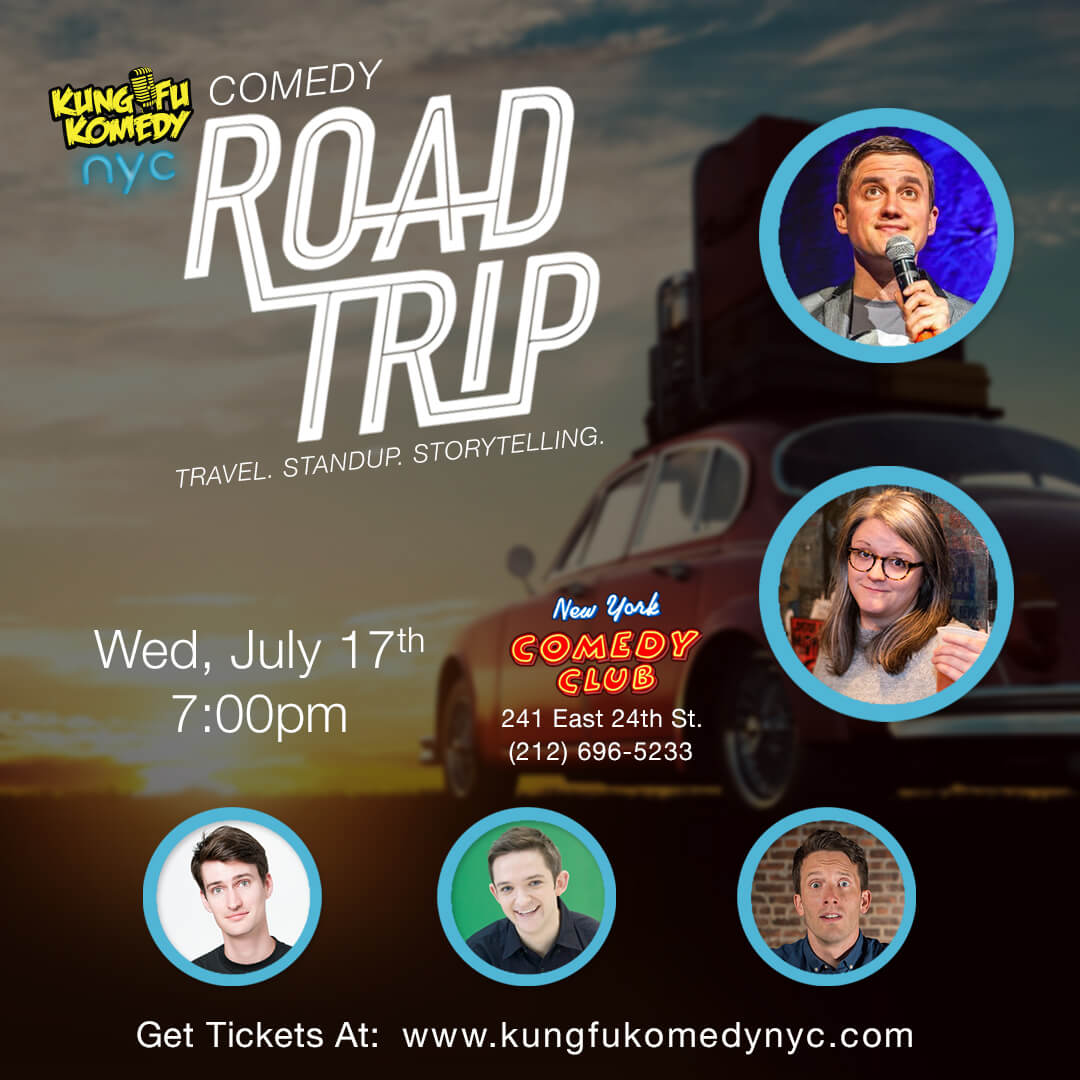 KUNG FU
KOMEDY
nyc
COMEDY
ROAD
TRIP
TRAVEL. STANDUP. STORYTELLING.
Wed, July 17th
7:00pm
New York
COMEDY
CLUB
241 East 24th St.
(212) 696-5233
Get Tickets At: www.kungfukomedynyc.com